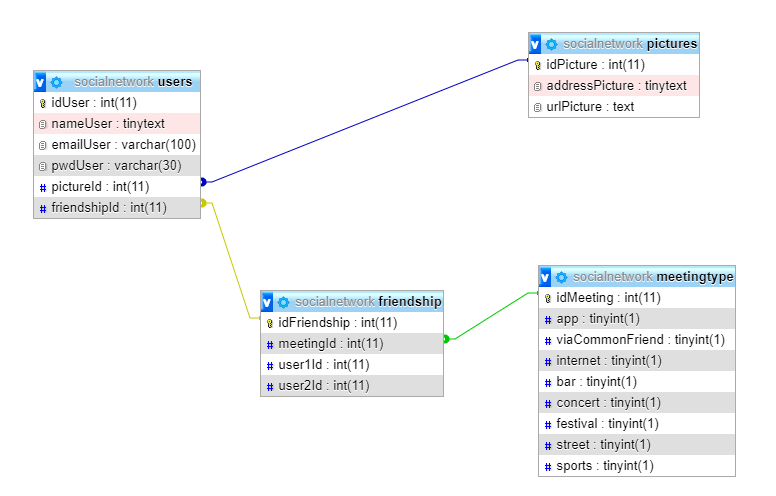 socialnetwork users
idUser : int(11)
nameUser : tinytext
emailUser : varchar(100)
pwdUser : varchar(30)
pictureId : int(11)
friendshipId : int(11)
socialnetwork pictures
idPicture : int(11)
addressPicture : tinytext
urlPicture : text
socialnetwork friendship
idFriendship : int(11)
meetingId : int(11)
user1Id : int(11)
user2Id : int(11)
socialnetwork meetingtype
idMeeting : int(11)
app : tinyint(1)
viaCommonFriend : tinyint(1)
internet : tinyint(1)
bar : tinyint(1)
concert : tinyint(1)
festival : tinyint(1)
street : tinyint(1)
sports : tinyint(1)